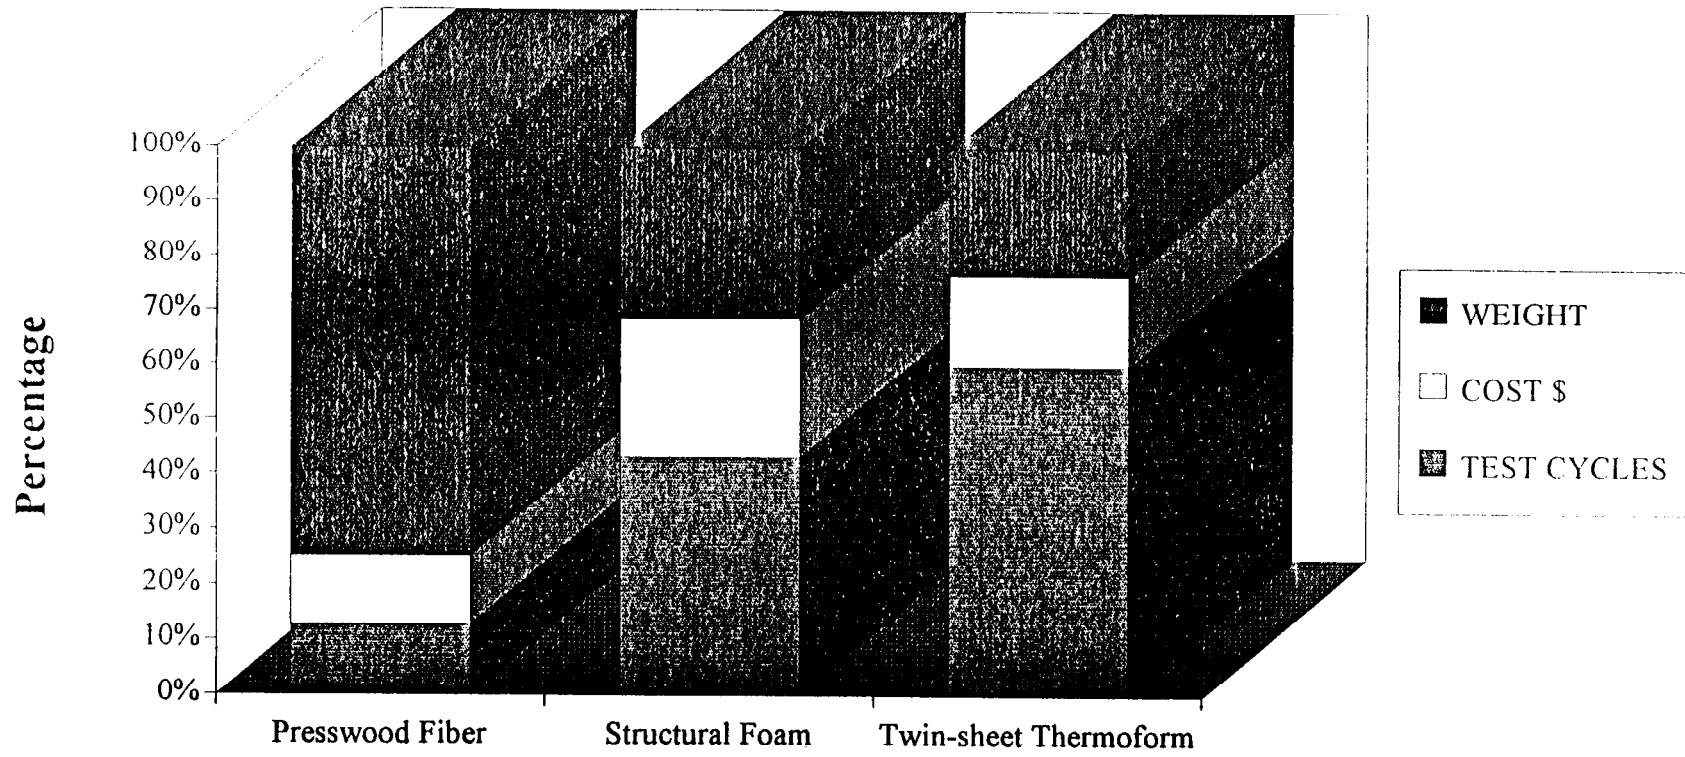 Percentage
100%
90%
80%
70%
60%
50%
40%
30%
20%
10%
0%
Presswood Fiber
Structural Foam
Twin-sheet Thermoform
WEIGHT
COST $
TEST CYCLES